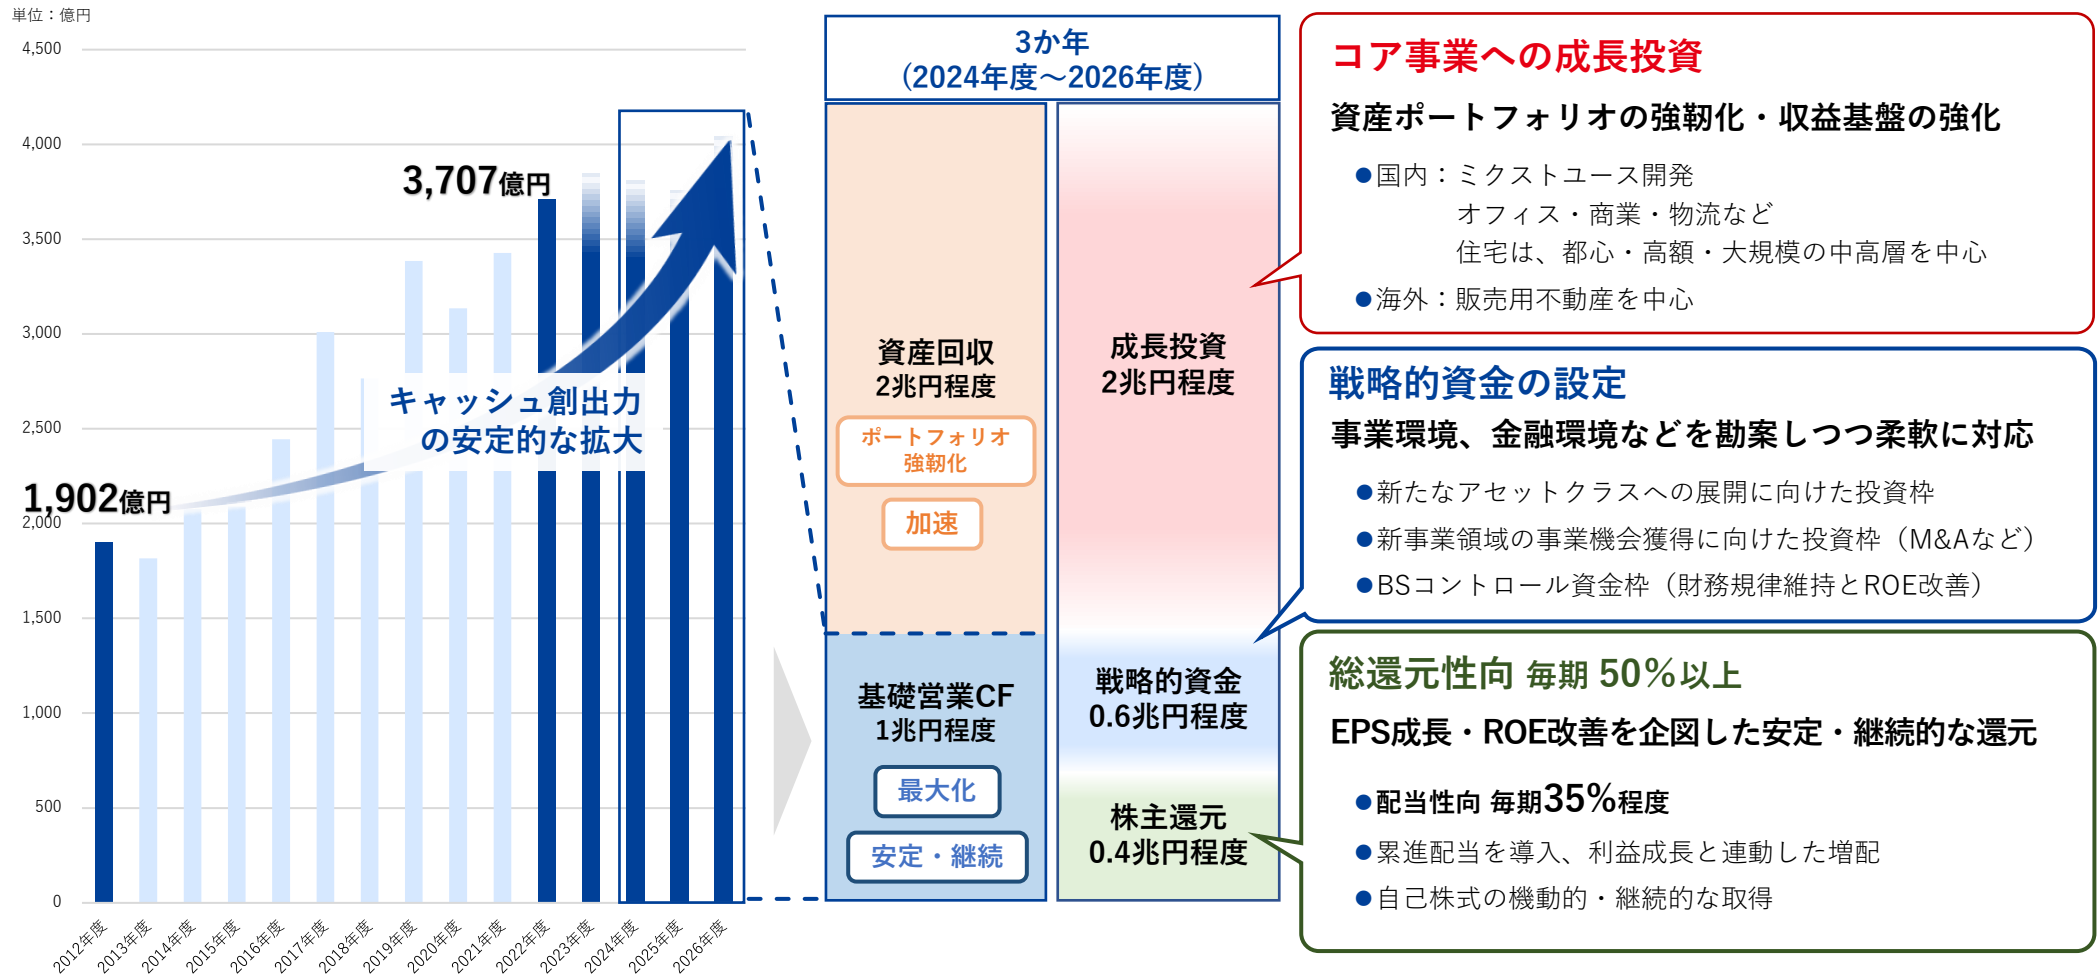 単位：億円
4,500
4,000
3,500
3,000
2,500
2,000
1,500
1,000
500
0
3,707億円
キャッシュ創出力
の安定的な拡大
1,902億円
2012年度
2013年度
2014年度
2015年度
2016年度
2017年度
2018年度
2019年度
2020年度
2021年度
2022年度
2023年度
2024年度
2025年度
2026年度
3か年
（2024年度～2026年度）
資産回収
2兆円程度
ポートフォリオ
強靭化
加速
基礎営業CF
1兆円程度
最大化
安定・継続
成長投資
2兆円程度
戦略的資金
0.6兆円程度
株主還元
0.4兆円程度
コア事業への成長投資
資産ポートフォリオの強靭化・収益基盤の強化
●国内：ミクストユース開発
オフィス・商業・物流など
住宅は、都心・高額・大規模の中高層を中心
●海外：販売用不動産を中心
戦略的資金の設定
事業環境、金融環境などを勘案しつつ柔軟に対応
●新たなアセットクラスへの展開に向けた投資枠
●新事業領域の事業機会獲得に向けた投資枠（M&Aなど）
●BSコントロール資金枠（財務規律維持とROE改善）
総還元性向 毎期 50%以上
EPS成長・ROE改善を企図した安定・継続的な還元
●配当性向 毎期35%程度
●累進配当を導入、利益成長と連動した増配
●自己株式の機動的・継続的な取得